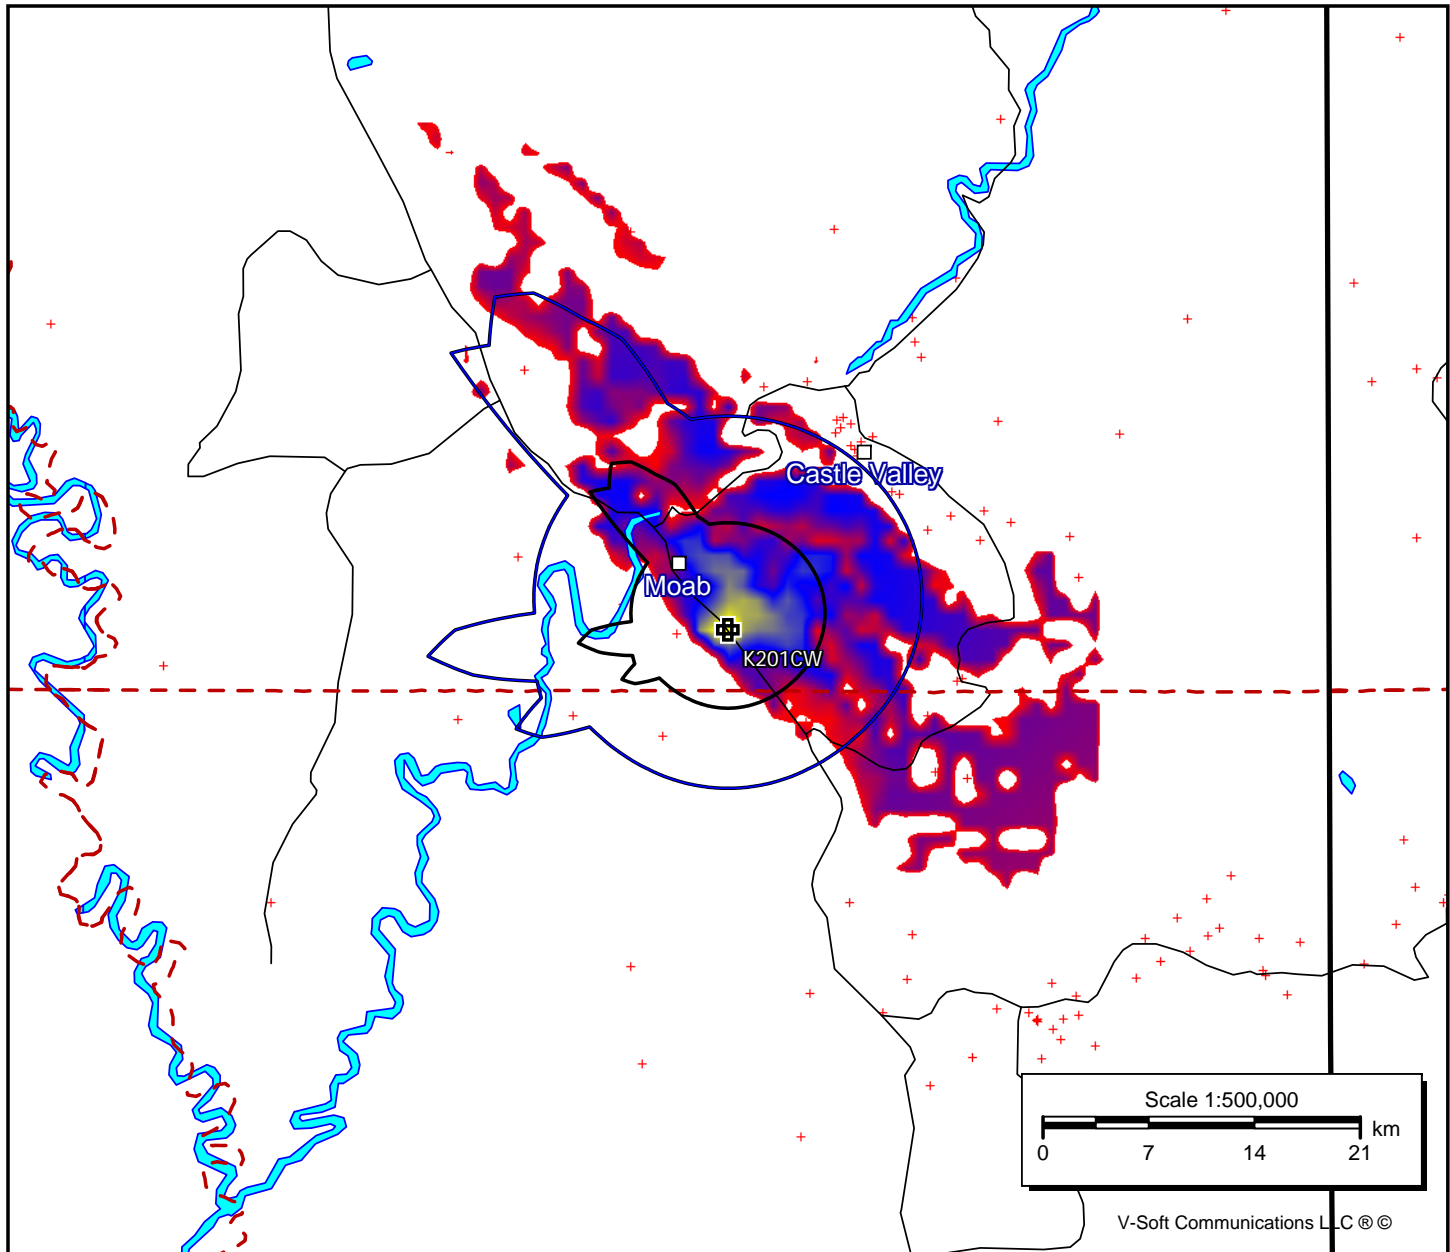 Castle Valley
Moab
K201CW
Scale 1:500,000
km
0 7 14 21
V-Soft Communications LLC ® ©